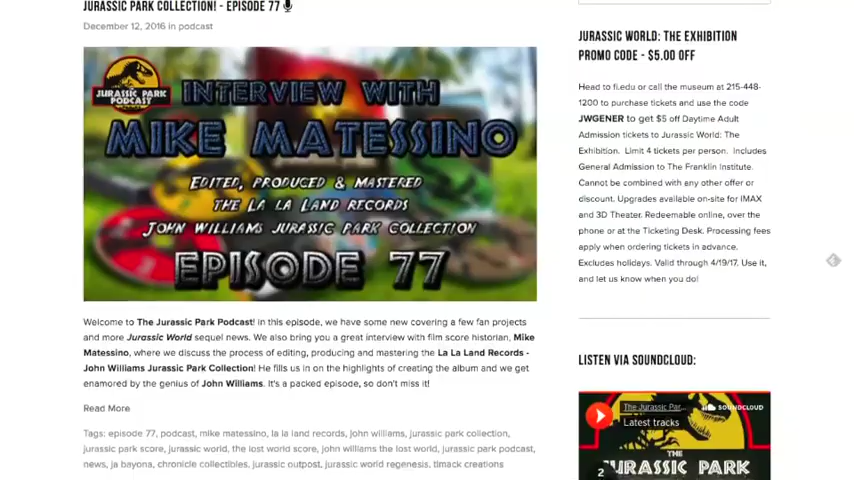 JURASSIC PARK COLLECTION! - EPISODE 77
December 12, 2016 in podcast
JURASSIC PARK
PODCAST
INTERVIEW WITH
MIKE MATESSINO
EDITED, PRODUCED & MASTERED
THE LA LA LAND RECORDS
JOHN WILLIAMS JURASSIC PARK COLLECTION
EPISODE 77
Welcome to The Jurassic Park Podcast! In this episode, we have some new covering a few fan projects
and more Jurassic World sequel news. We also bring you a great interview with film score historian, Mike
Matessino, where we discuss the process of editing, producing and mastering the La La Land Records -
John Williams Jurassic Park Collection! He fills us in on the highlights of creating the album and we get
enamored by the genius of John Williams. It's a packed episode, so don't miss it!
Read More
Tags: episode 77, podcast, mike matessino, la la land records, john williams, jurassic park collection,
jurassic park score, jurassic world, the lost world score, john williams the lost world, jurassic park podcast,
news, ja bayona, chronicle collectibles, jurassic outpost, jurassic world regenesis, timack creations
JURASSIC WORLD: THE EXHIBITION
PROMO CODE - $5.00 OFF
Head to fi.edu or call the museum at 215-448-
1200 to purchase tickets and use the code
JWGENER to get $5 off Daytime Adult
Admission tickets to Jurassic World: The
Exhibition. Limit 4 tickets per person. Includes
General Admission to The Franklin Institute.
Cannot be combined with any other offer or
discount. Upgrades available on-site for IMAX
and 3D Theater. Redeemable online, over the
phone or at the Ticketing Desk. Processing fees
apply when ordering tickets in advance.
Excludes holidays. Valid through 4/19/17. Use it,
and let us know when you do!
LISTEN VIA SOUNDCLOUD:
The Jurassic Par...
SOUNDCLOUD
Latest tracks
THE
2
JURASSIC PARK